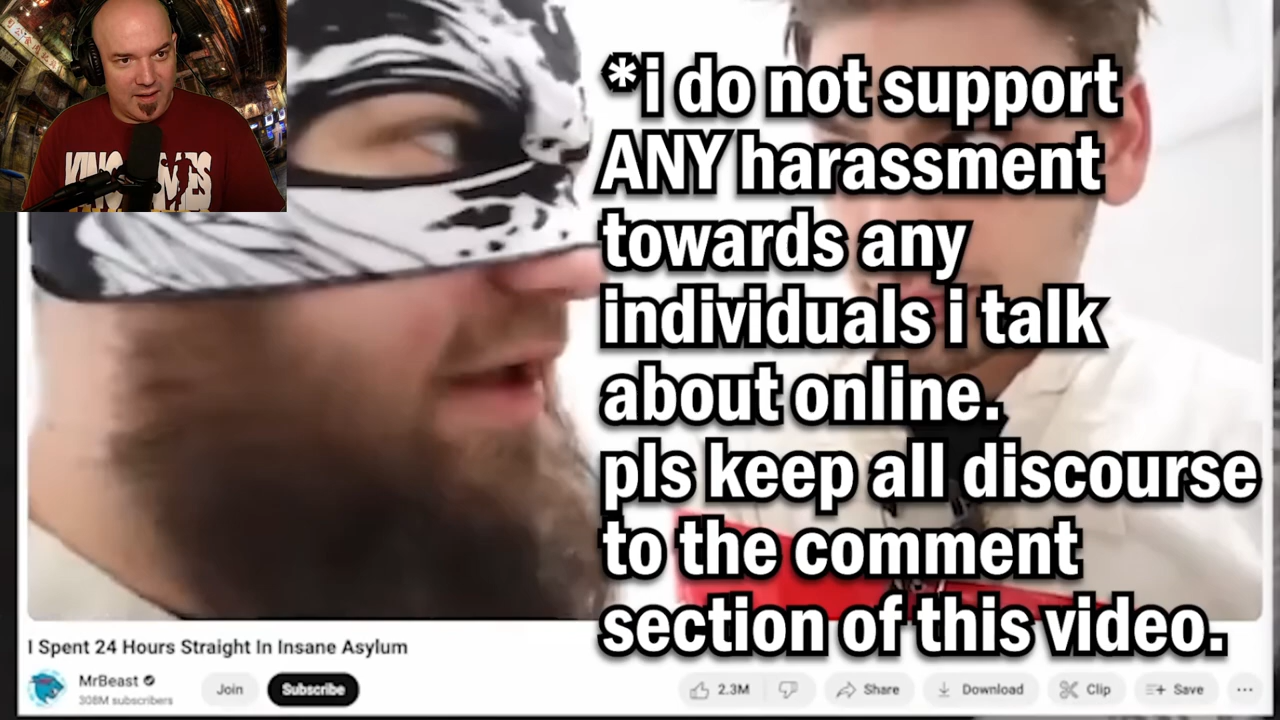 *i do not support
ANY harassment
towards any
individuals i talk
about online.
pls keep all discourse
to the comment
section of this video.
I Spent 24 Hours Straight In Insane Asylum
MrBeast
308M subscribers
Join
Subscribe
2.3M
Share
Download
Clip
Save